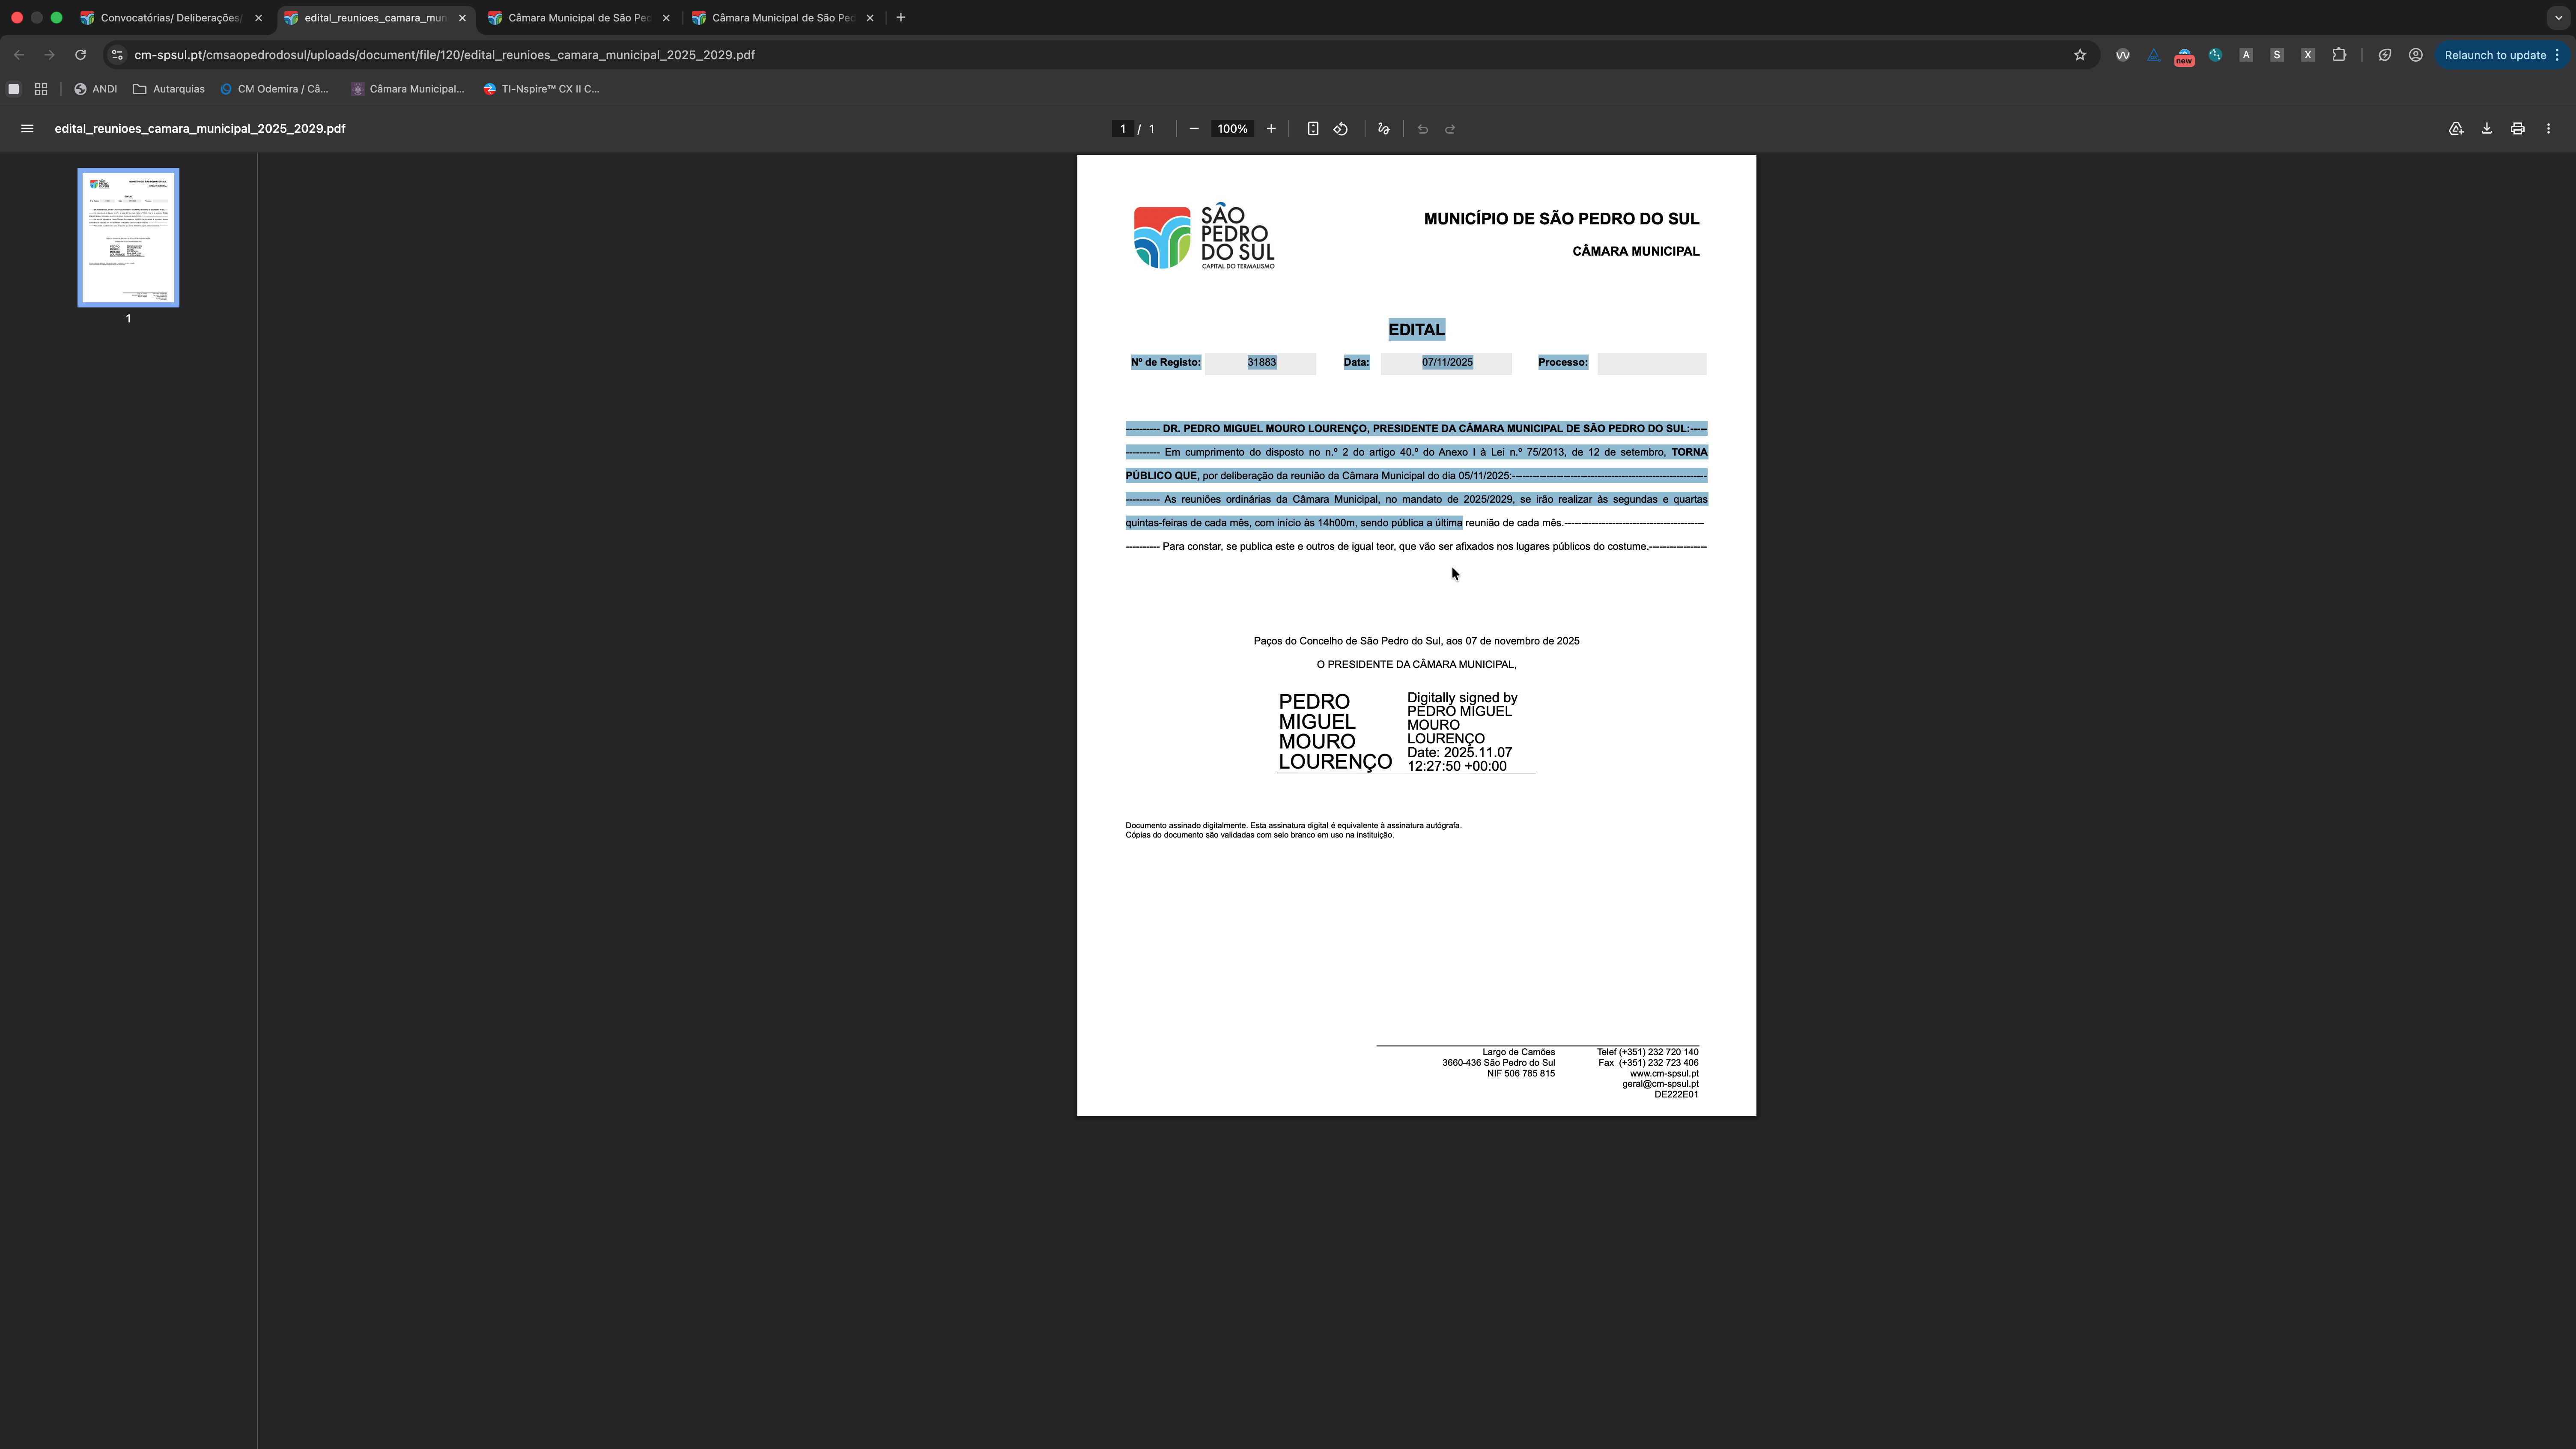 Convocatórias/ Deliberações/
edital_reunioes_camara_mun
Câmara Municipal de São Ped
Câmara Municipal de São Ped
cm-spsul.pt/cmsaopedrodosul/uploads/document/file/120/edital_reunioes_camara_municipal_2025_2029.pdf
new
A
S
X
Relaunch to update
ANDI
Autarquias
CM Odemira / Câ...
Câmara Municipal...
TI-Nspire™ CX II C...
edital_reunioes_camara_municipal_2025_2029.pdf
1 / 1
100%
1
SÃO
PEDRO
DO SUL
CAPITAL DO TERMALISMO
MUNICÍPIO DE SÃO PEDRO DO SUL
CÂMARA MUNICIPAL
EDITAL
Nº de Registo: 31883 Data: 07/11/2025 Processo:
---------- DR. PEDRO MIGUEL MOURO LOURENÇO, PRESIDENTE DA CÂMARA MUNICIPAL DE SÃO PEDRO DO SUL:-----
---------- Em cumprimento do disposto no n.º 2 do artigo 40.º do Anexo I à Lei n.º 75/2013, de 12 de setembro, TORNA
PÚBLICO QUE, por deliberação da reunião da Câmara Municipal do dia 05/11/2025:---------------------------------------------------------
---------- As reuniões ordinárias da Câmara Municipal, no mandato de 2025/2029, se irão realizar às segundas e quartas
quintas-feiras de cada mês, com início às 14h00m, sendo pública a última reunião de cada mês.-----------------------------------------
---------- Para constar, se publica este e outros de igual teor, que vão ser afixados nos lugares públicos do costume.-----------------
Paços do Concelho de São Pedro do Sul, aos 07 de novembro de 2025
O PRESIDENTE DA CÂMARA MUNICIPAL,
PEDRO
MIGUEL
MOURO
LOURENÇO
Digitally signed by
PEDRO MIGUEL
MOURO
LOURENÇO
Date: 2025.11.07
12:27:50 +00:00
Documento assinado digitalmente. Esta assinatura digital é equivalente à assinatura autógrafa.
Cópias do documento são validadas com selo branco em uso na instituição.
Largo de Camões
3660-436 São Pedro do Sul
NIF 506 785 815
Telef (+351) 232 720 140
Fax (+351) 232 723 406
www.cm-spsul.pt
geral@cm-spsul.pt
DE222E01